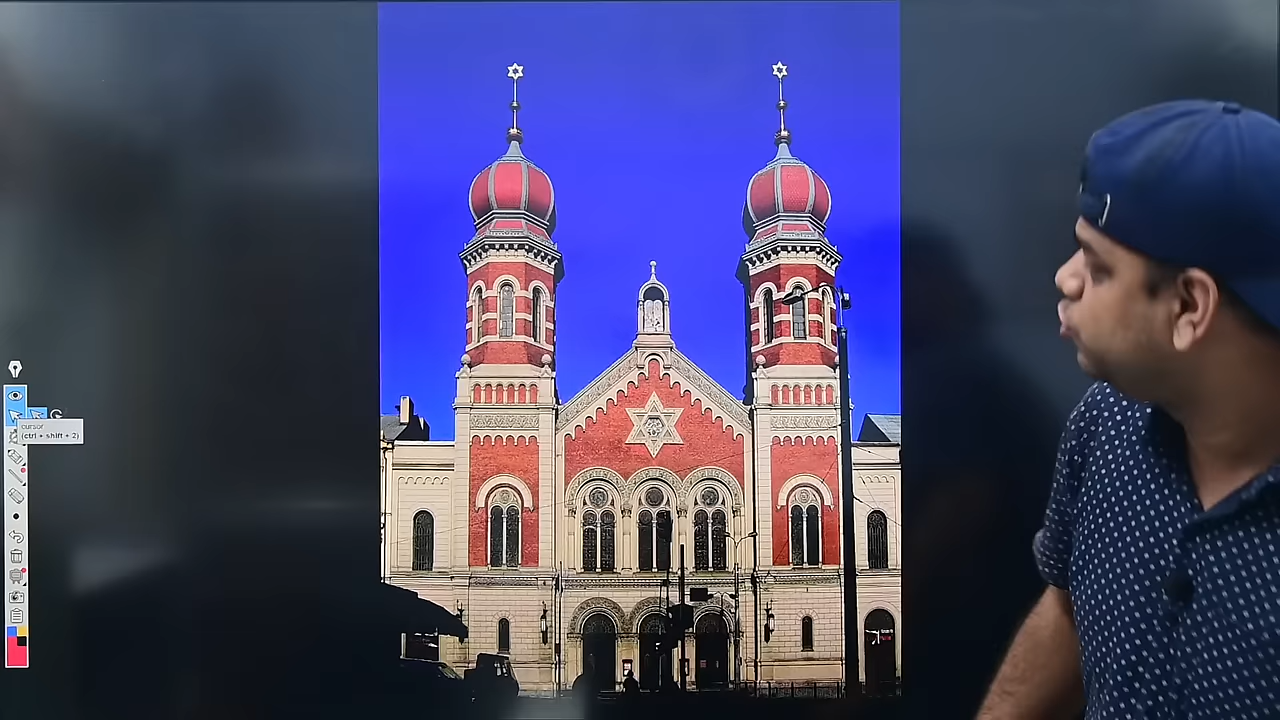 cursor
(ctrl + shift + 2)